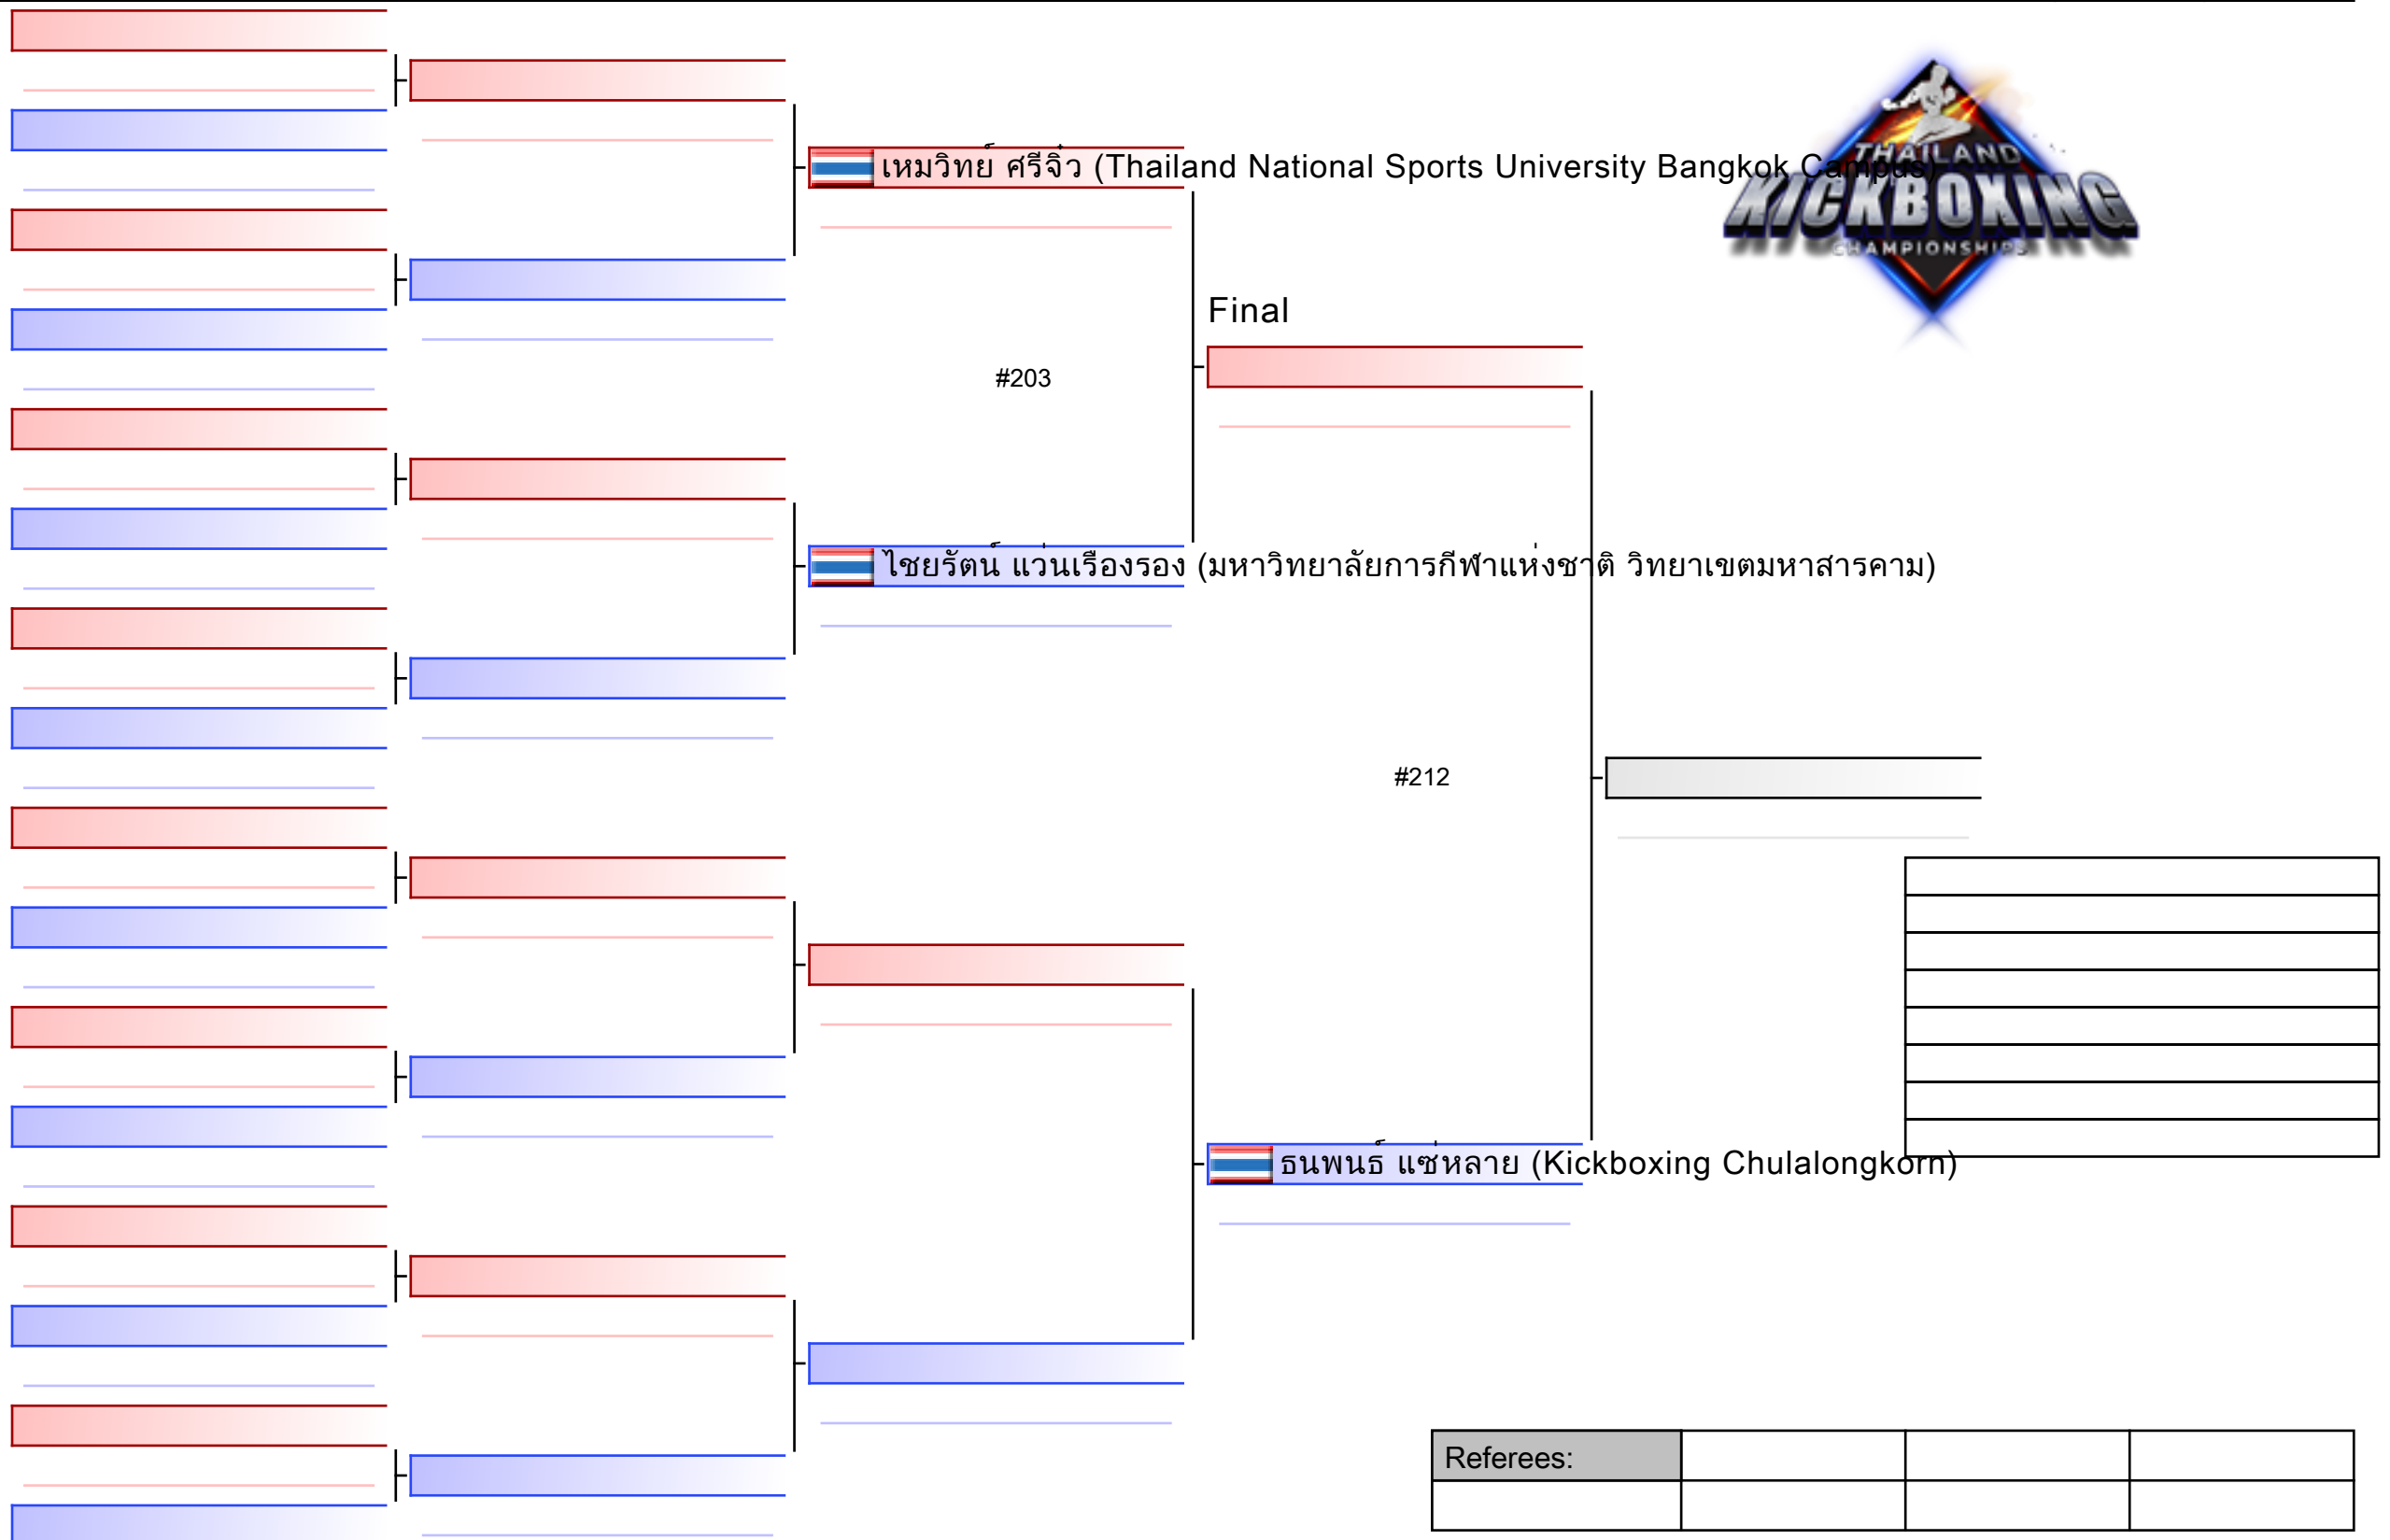 THAILAND
KICKBOXING
CHAMPIONSHIPS
เหมวิทย์ ศรีจิ๋ว (Thailand National Sports University Bangkok Campus)
Final
#203
ไชยรัตน์ แว่นเรืองรอง (มหาวิทยาลัยการกีฬาแห่งชาติ วิทยาเขตมหาสารคาม)
#212
ธนพนธ์ แซ่หลาย (Kickboxing Chulalongkorn)
Referees: